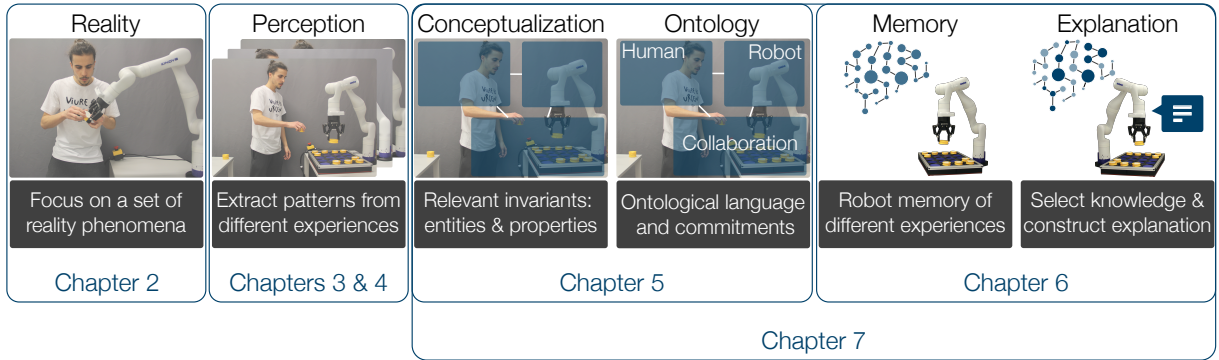 Reality
Perception
Conceptualization
Ontology
Memory
Explanation
ViURE
Human
Robot
Collaboration
Focus on a set of
reality phenomena
Extract patterns from
different experiences
Relevant invariants:
entities & properties
Ontological language
and commitments
Robot memory of
different experiences
Select knowledge &
construct explanation
Chapter 2
Chapters 3 & 4
Chapter 5
Chapter 6
Chapter 7